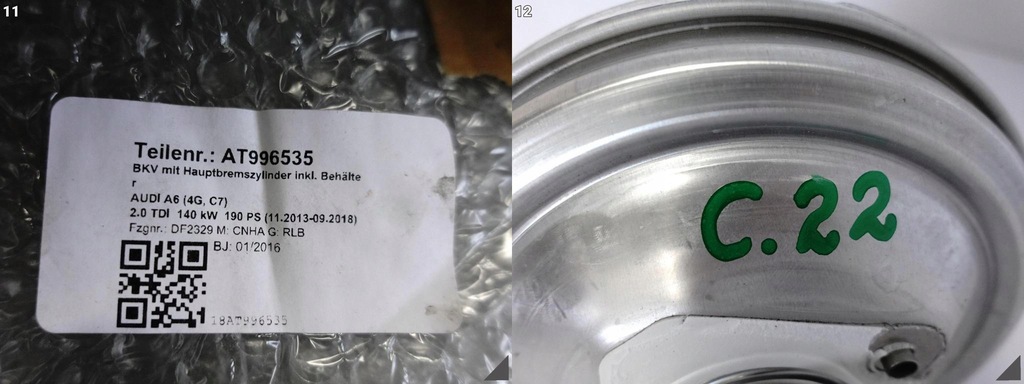 11
Teilenr.: AT996535
BKV mit Hauptbremszylinder inkl. Behälte
r
AUDI A6 (4G, C7)
2.0 TDI 140 kW 190 PS (11.2013-09.2018)
Fzgnr.: DF2329 M: CNHA G: RLB
BJ: 01/2016
18AT996535
12
C.22